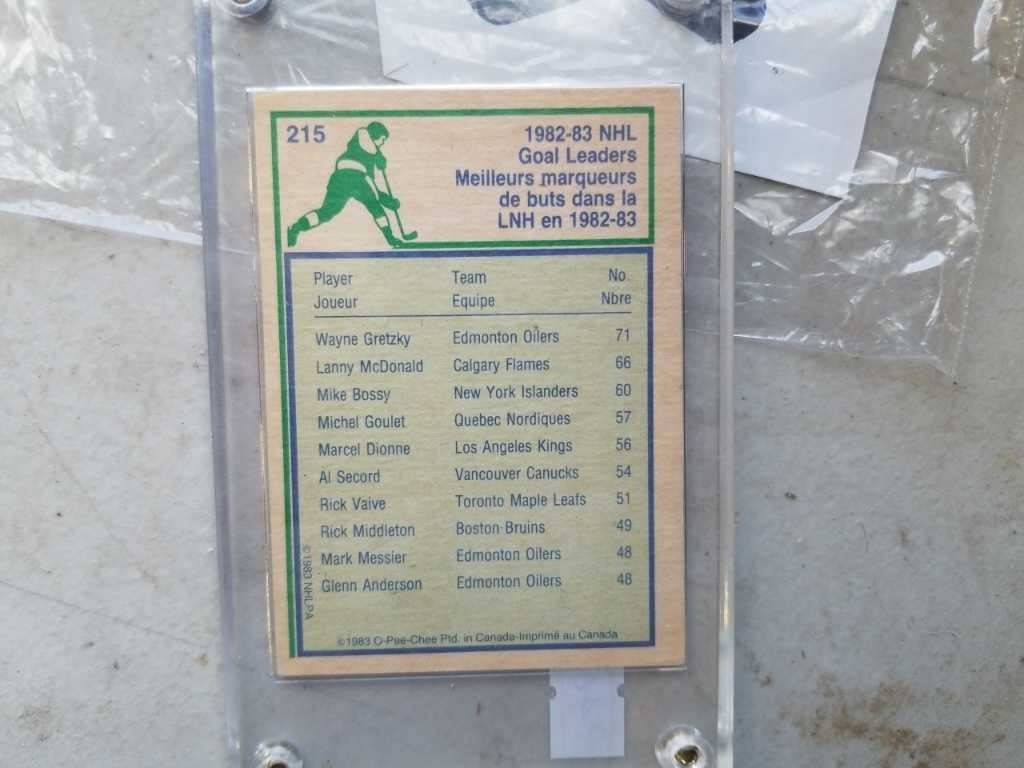 215
1982-83 NHL
Goal Leaders
Meilleurs marqueurs
de buts dans la
LNH en 1982-83
Player Team No.
Joueur Equipe Nbre
Wayne Gretzky Edmonton Oilers 71
Lanny McDonald Calgary Flames 66
Mike Bossy New York Islanders 60
Michel Goulet Quebec Nordiques 57
Marcel Dionne Los Angeles Kings 56
Al Secord Vancouver Canucks 54
Rick Vaive Toronto Maple Leafs 51
Rick Middleton Boston Bruins 49
Mark Messier Edmonton Oilers 48
Glenn Anderson Edmonton Oilers 48
©1983 NHLPA
©1983 O-Pee-Chee Ptd. in Canada-Imprimé au Canada